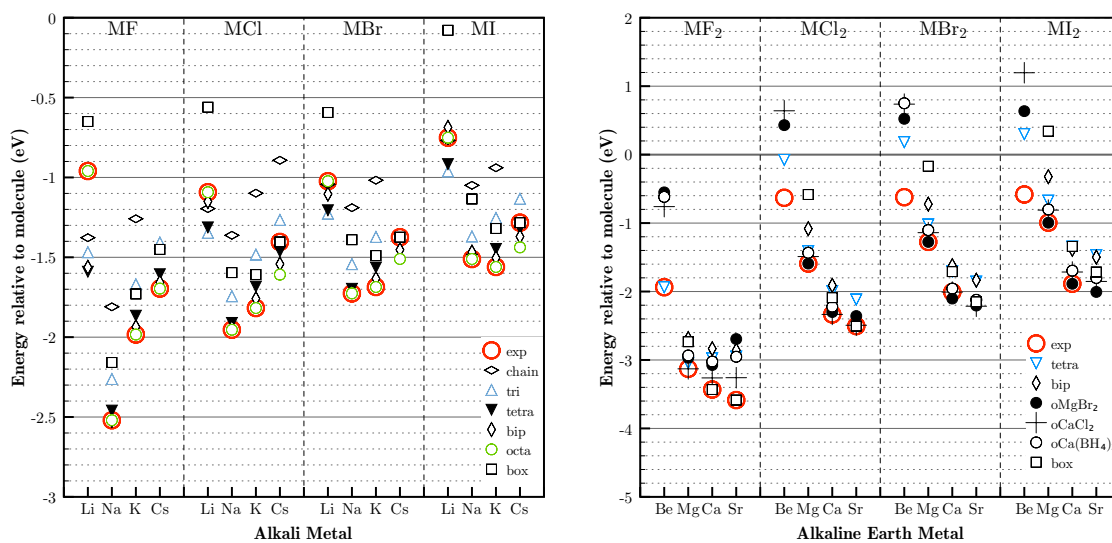 MF MCl MBr MI
0
-0.5
-1
-1.5
-2
-2.5
-3
Energy relative to molecule (eV)
exp
chain
tri
tetra
bip
octa
box
Li Na K Cs Li Na K Cs Li Na K Cs Li Na K Cs
Alkali Metal
MF₂ MCl₂ MBr₂ MI₂
2
1
0
-1
-2
-3
-4
-5
Energy relative to molecule (eV)
exp
tetra
bip
oMgBr₂
oCaCl₂
oCa(BH₄)
box
Be Mg Ca Sr Be Mg Ca Sr Be Mg Ca Sr Be Mg Ca Sr
Alkaline Earth Metal